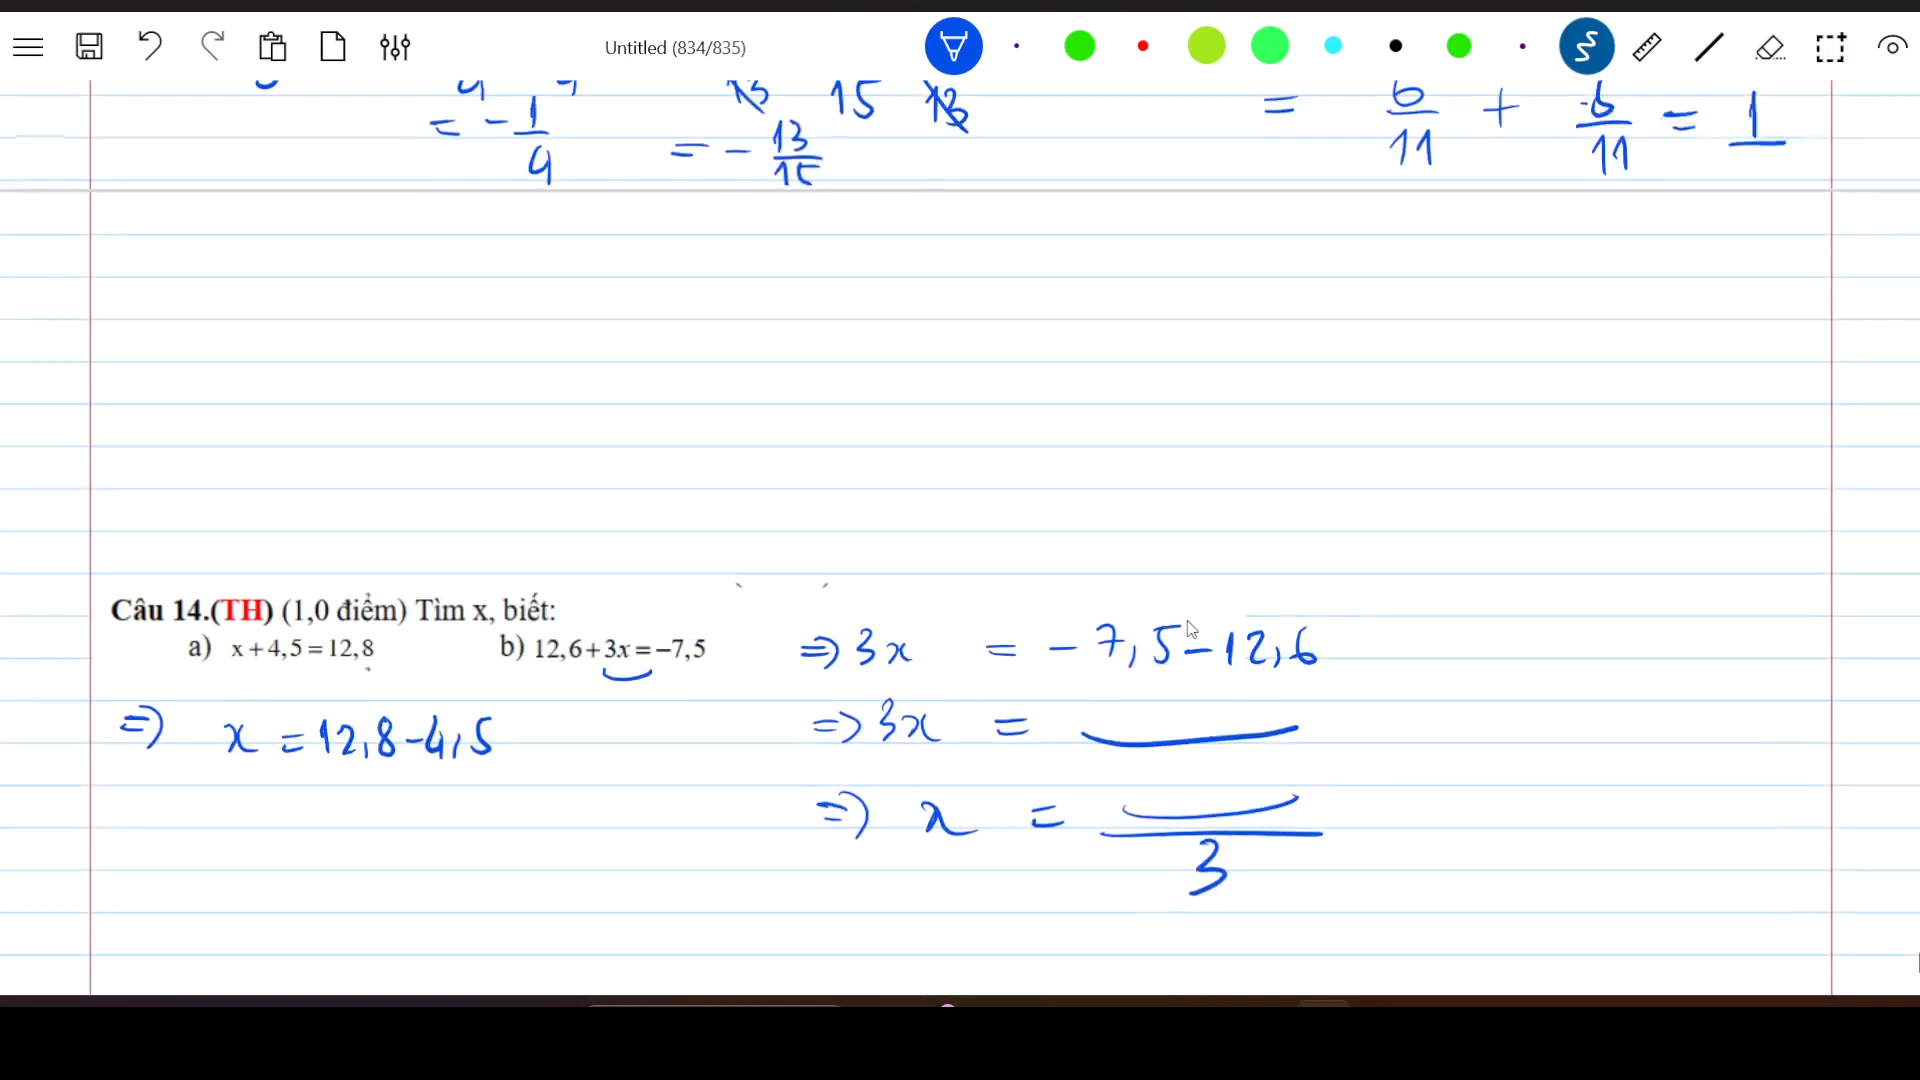 Untitled (834/835)
= - 1/4
= - 13/15
15 13
= 6/11 + 6/11 = 1
Câu 14.(TH) (1,0 điểm) Tìm x, biết:
a) x+4,5=12,8 b) 12,6+3x=−7,5
=> 3x = - 7,5 - 12,6
=> x = 12,8 - 4,5
=> 3x =
=> x =
3